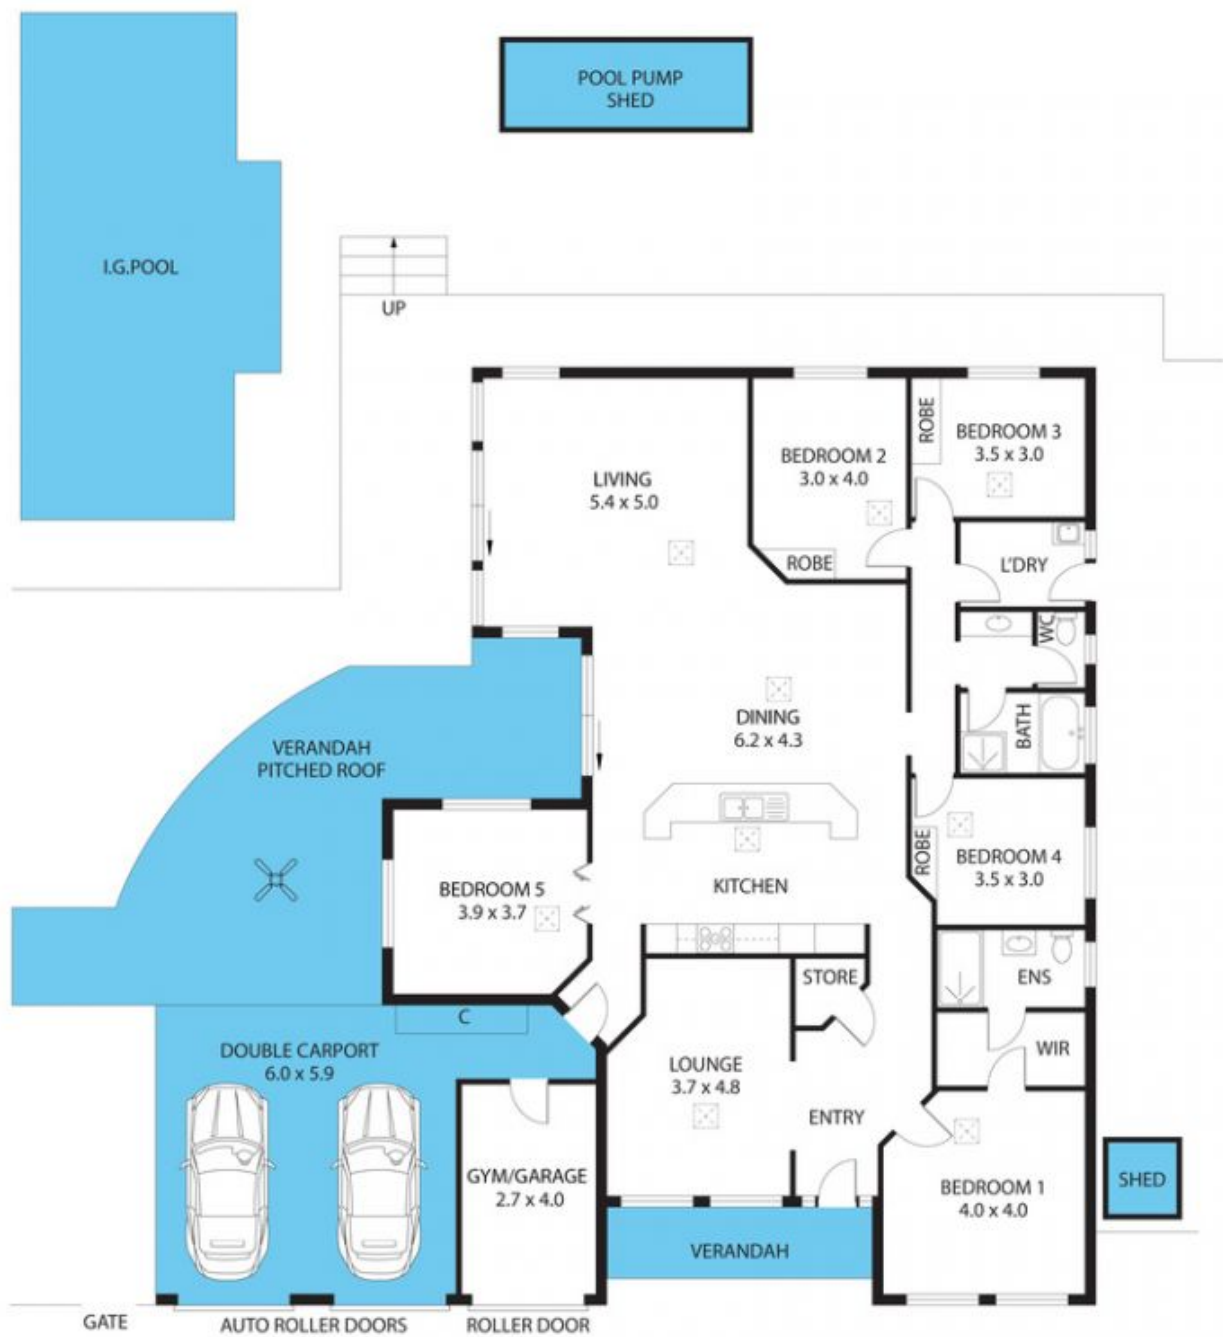 POOL PUMP
SHED
I.G.POOL
UP
LIVING
5.4 x 5.0
BEDROOM 2
3.0 x 4.0
ROBE
ROBE
BEDROOM 3
3.5 x 3.0
L'DRY
WC
BATH
DINING
6.2 x 4.3
VERANDAH
PITCHED ROOF
KITCHEN
BEDROOM 5
3.9 x 3.7
ROBE
BEDROOM 4
3.5 x 3.0
STORE
ENS
WIR
C
DOUBLE CARPORT
6.0 x 5.9
LOUNGE
3.7 x 4.8
ENTRY
GYM/GARAGE
2.7 x 4.0
BEDROOM 1
4.0 x 4.0
SHED
VERANDAH
GATE
AUTO ROLLER DOORS
ROLLER DOOR